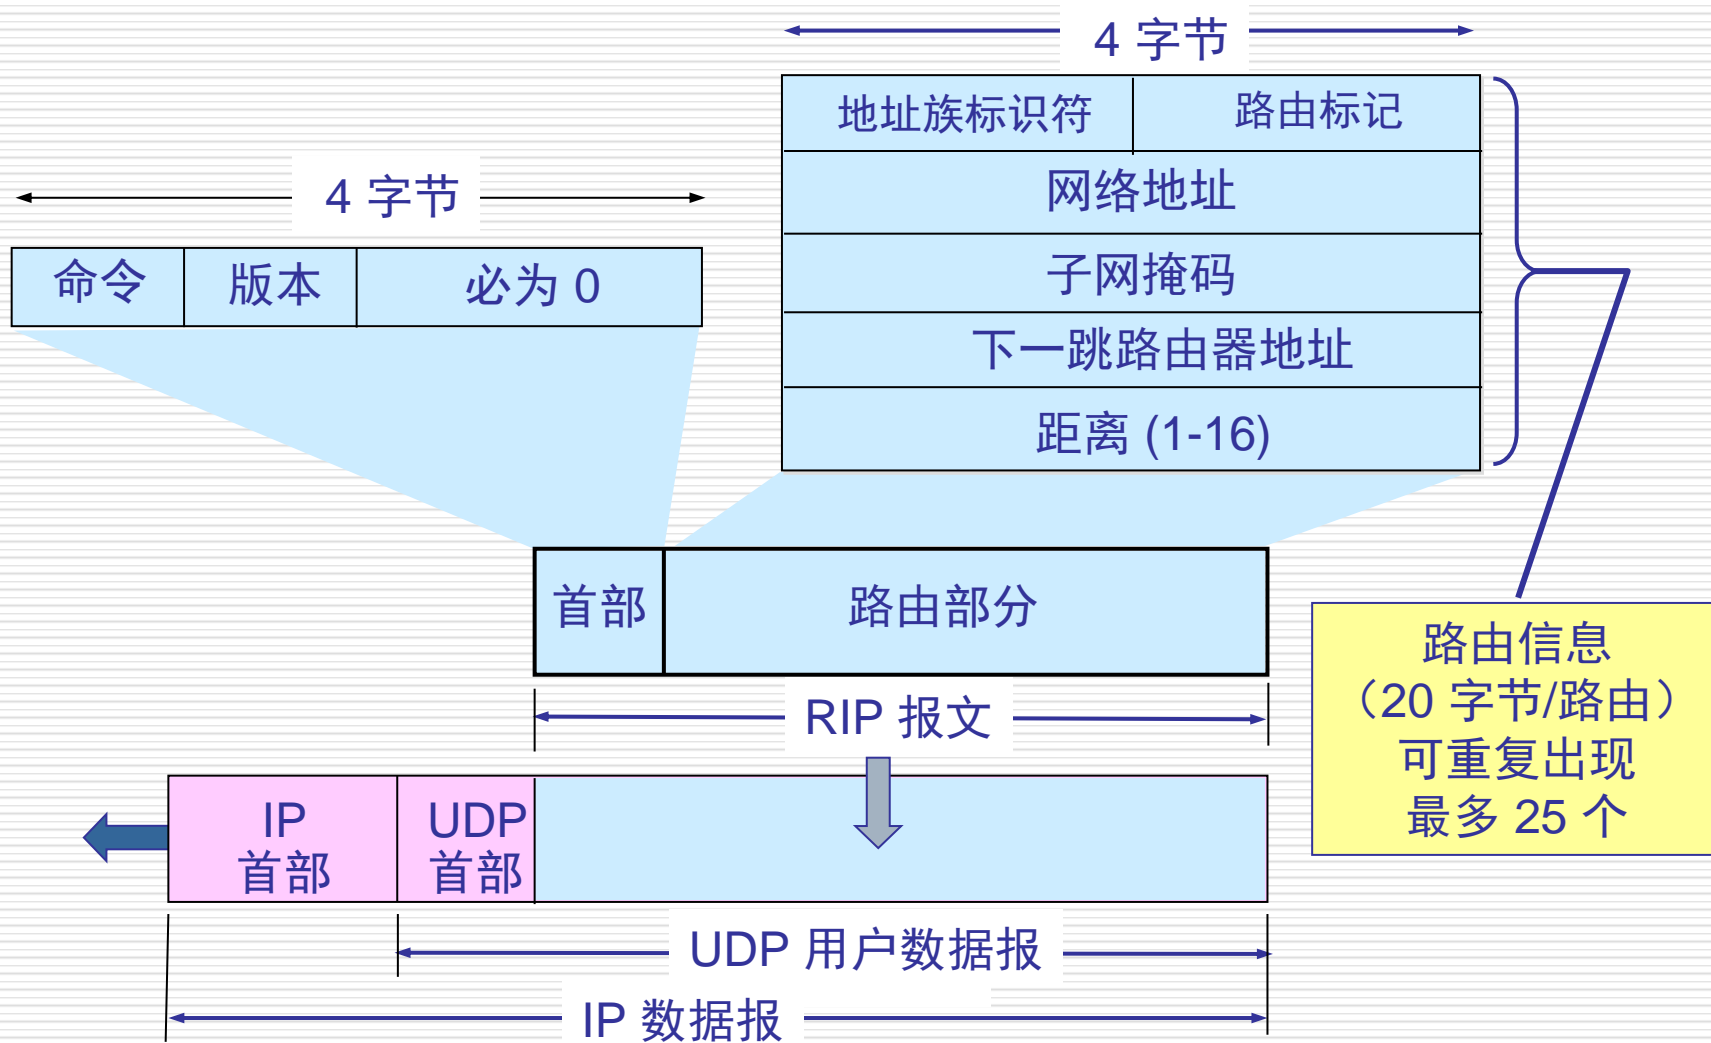 4 字节
地址族标识符 路由标记
网络地址
子网掩码
下一跳路由器地址
距离 (1-16)
4 字节
命令 版本 必为 0
首部 路由部分
RIP 报文
路由信息
（20 字节/路由）
可重复出现
最多 25 个
IP
首部
UDP
首部
UDP 用户数据报
IP 数据报